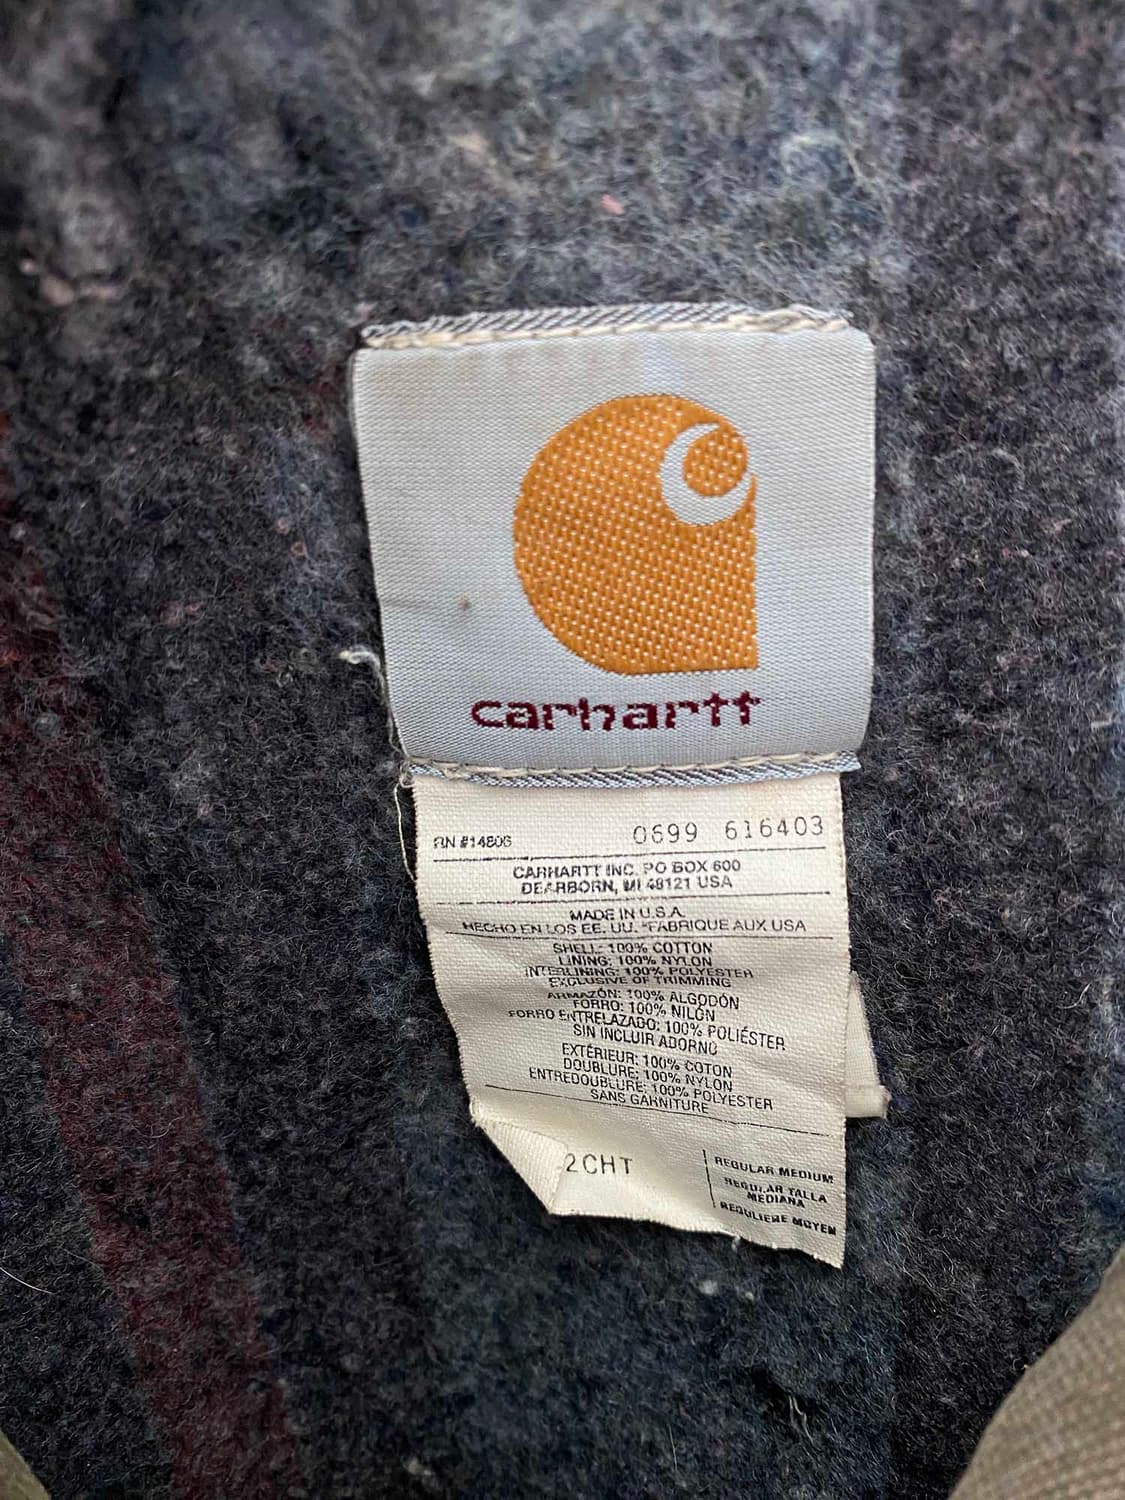 carhartt
RN #14806
0699 616403
CARHARTT INC. PO BOX 600
DEARBORN, MI 48121 USA
MADE IN U.S.A.
HECHO EN LOS EE. UU. *FABRIQUE AUX USA
SHELL: 100% COTTON
LINING: 100% NYLON
INTERLINING: 100% POLYESTER
EXCLUSIVE OF TRIMMING
ARMAZÓN: 100% ALGODÓN
FORRO: 100% NILÓN
FORRO ENTRELAZADO: 100% POLIÉSTER
SIN INCLUIR ADORNO
EXTÉRIEUR: 100% COTON
DOUBLURE: 100% NYLON
ENTREDOUBLURE: 100% POLYESTER
SANS GARNITURE
2CHT
REGULAR MEDIUM
REGULAR TALLA
MEDIANA
REGULIERE MOYEN